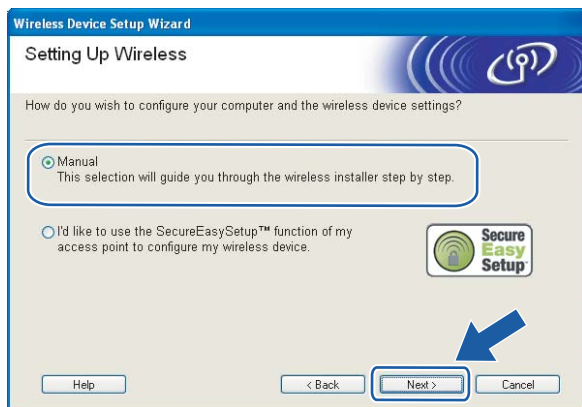 Wireless Device Setup Wizard
Setting Up Wireless
How do you wish to configure your computer and the wireless device settings?
Manual
This selection will guide you through the wireless installer step by step.
I'd like to use the SecureEasySetup™ function of my
access point to configure my wireless device.
Secure
Easy
Setup
Help
< Back
Next >
Cancel